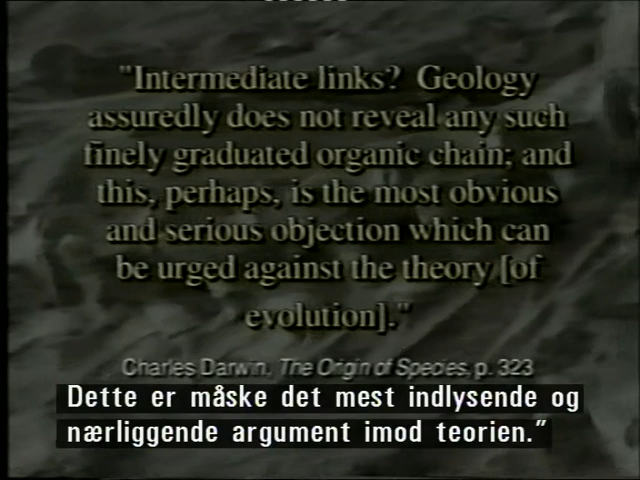 "Intermediate links? Geology
assuredly does not reveal any such
finely graduated organic chain; and
this, perhaps, is the most obvious
and serious objection which can
be urged against the theory [of
evolution]."
Charles Darwin, The Origin of Species, p. 323
Dette er måske det mest indlysende og
nærliggende argument imod teorien.”